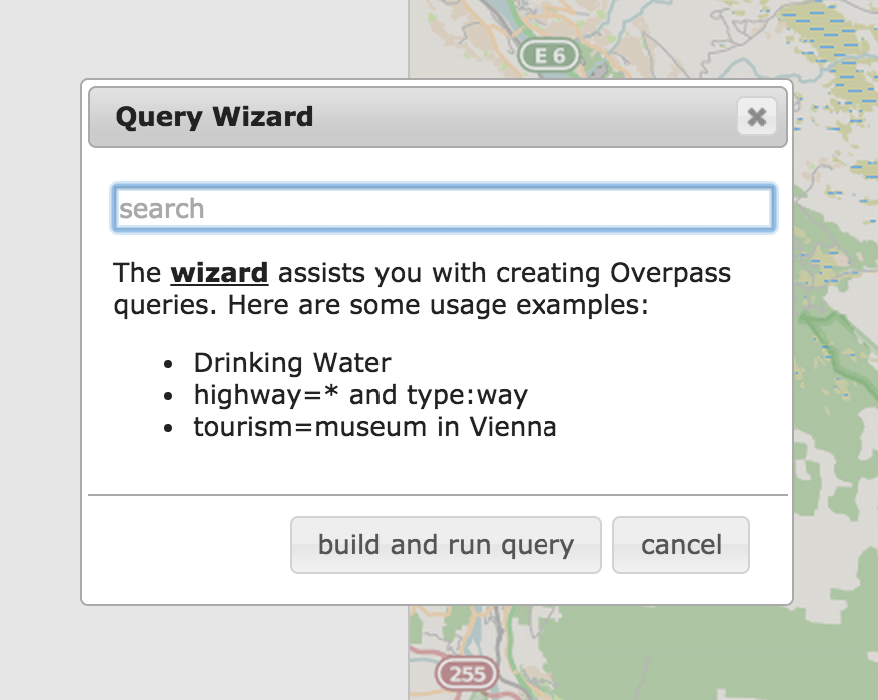 E 6
Query Wizard
search
The wizard assists you with creating Overpass
queries. Here are some usage examples:
• Drinking Water
• highway=* and type:way
• tourism=museum in Vienna
build and run query
cancel
255